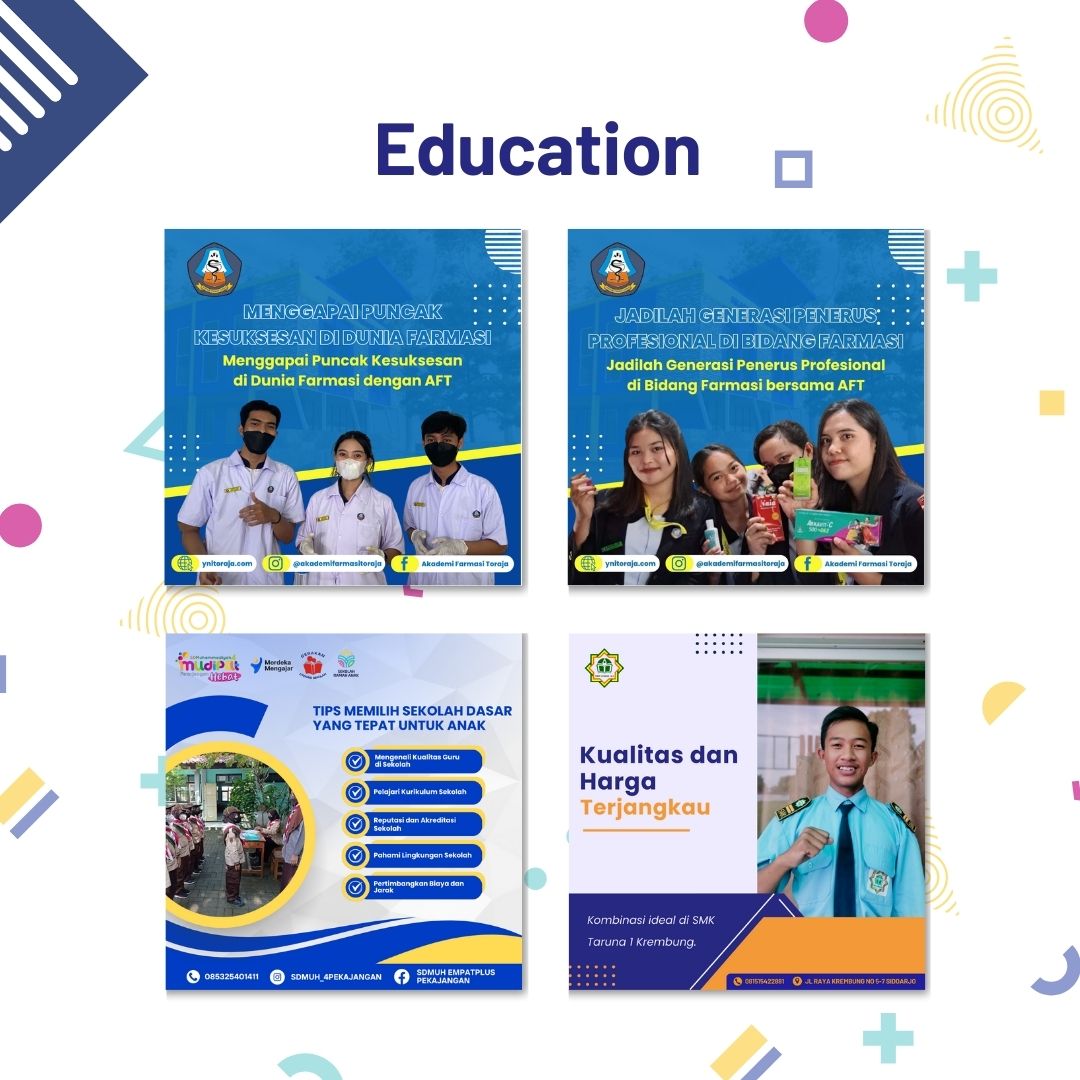 Education
MENGGAPAI PUNCAK
KESUKSESAN DI DUNIA FARMASI
Menggapai Puncak Kesuksesan
di Dunia Farmasi dengan AFT
ynitoraja.com
@akademifarmasitoraja
Akademi Farmasi Toraja
JADILAH GENERASI PENERUS
PROFESIONAL DI BIDANG FARMASI
Jadilah Generasi Penerus Profesional
di Bidang Farmasi bersama AFT
ynitoraja.com
@akademifarmasitoraja
Akademi Farmasi Toraja
Merdeka
Mengajar
SEKOLAH
RAMAH ANAK
TIPS MEMILIH SEKOLAH DASAR
YANG TEPAT UNTUK ANAK
Mengenali Kualitas Guru
di Sekolah
Pelajari Kurikulum Sekolah
Reputasi dan Akreditasi
Sekolah
Pahami Lingkungan Sekolah
Pertimbangkan Biaya dan
Jarak
085325401411
SDMUH_4PEKAJANGAN
SDMUH EMPATPLUS
PEKAJANGAN
Kualitas dan
Harga
Terjangkau
Kombinasi ideal di SMK
Taruna 1 Krembung.
081515422881
JL RAYA KREMBUNG NO 5-7 SIDOARJO